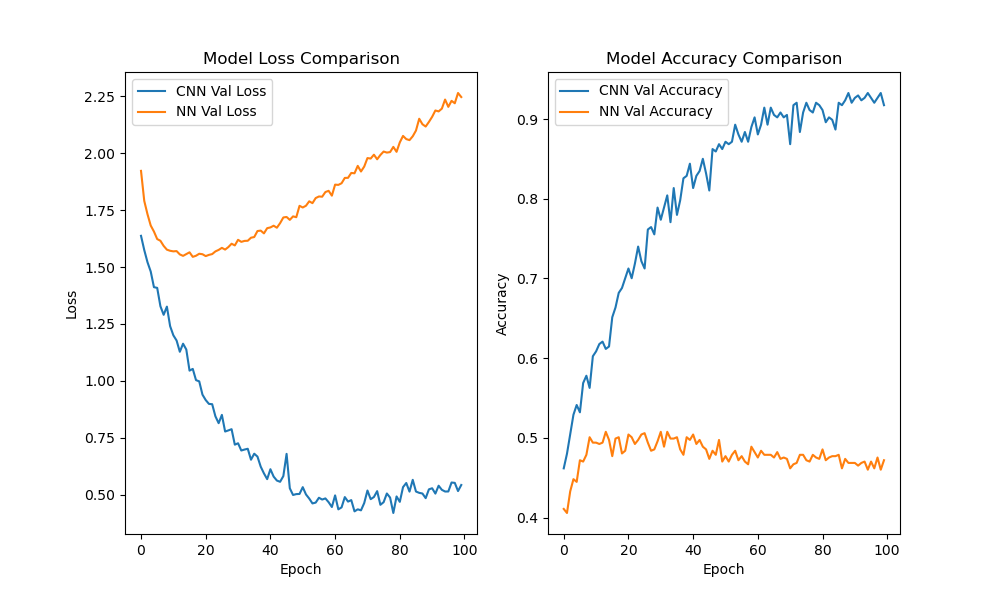 Model Loss Comparison
CNN Val Loss
NN Val Loss
2.25
2.00
1.75
1.50
1.25
1.00
0.75
0.50
Loss
0 20 40 60 80 100
Epoch
Model Accuracy Comparison
CNN Val Accuracy
NN Val Accuracy
0.9
0.8
0.7
0.6
0.5
0.4
Accuracy
0 20 40 60 80 100
Epoch